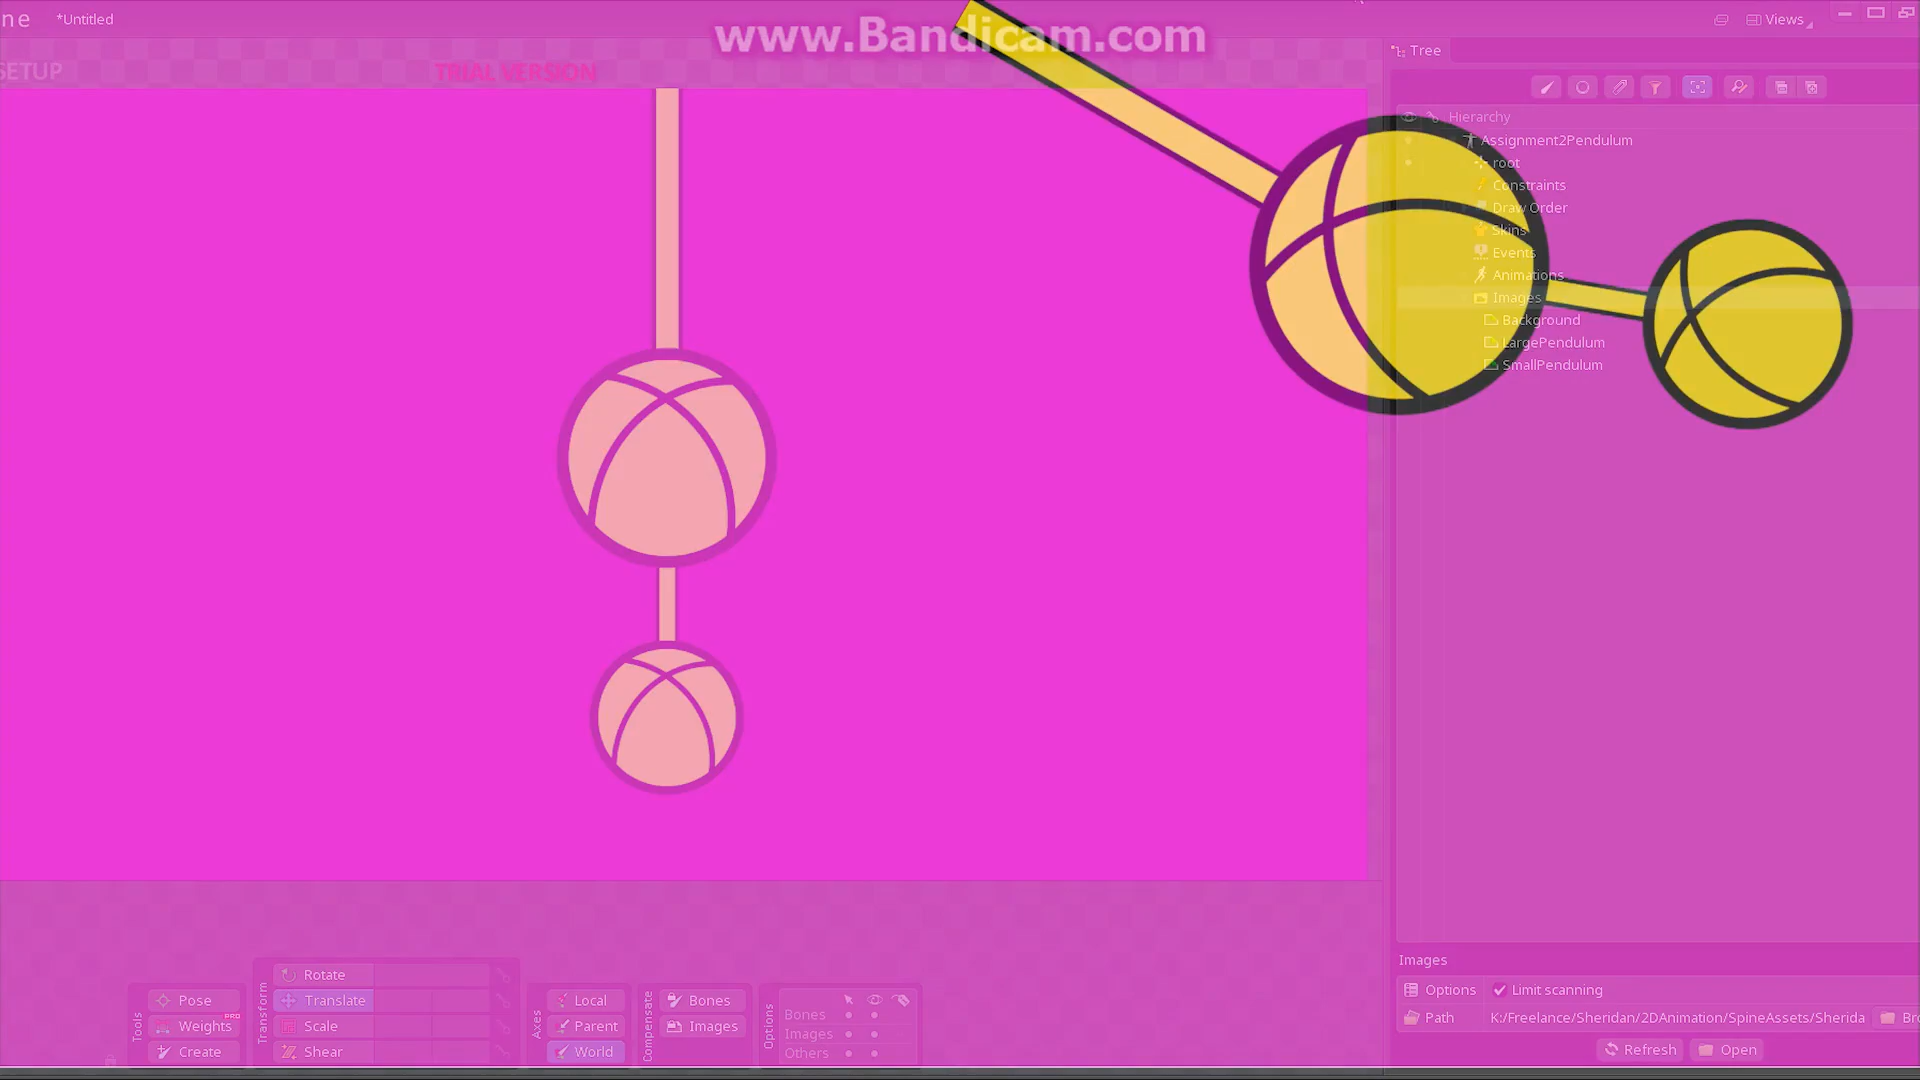 ne
*Untitled
www.Bandicam.com
Views
SETUP
TRIAL VERSION
Tree
Hierarchy
Assignment2Pendulum
root
Constraints
Draw Order
Skins
Events
Animations
Images
Background
LargePendulum
SmallPendulum
Images
Options
Limit scanning
Path
K:/Freelance/Sheridan/2DAnimation/SpineAssets/Sherida
Bro
Refresh
Open
Tools
Pose
Weights
PRO
Create
Transform
Rotate
Translate
Scale
Shear
Axes
Local
Parent
World
Compensate
Bones
Images
Options
Bones
Images
Others